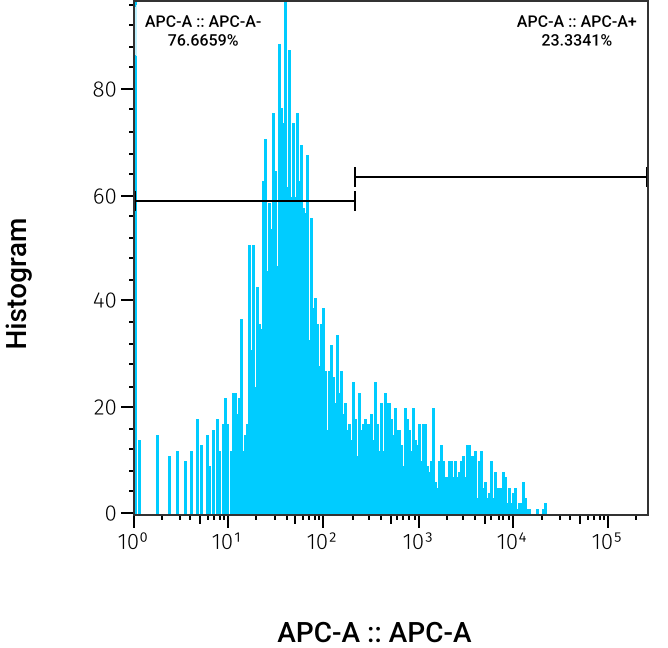 APC-A :: APC-A-
76.6659%
APC-A :: APC-A+
23.3341%
80
60
40
20
0
Histogram
10⁰ 10¹ 10² 10³ 10⁴ 10⁵
APC-A :: APC-A